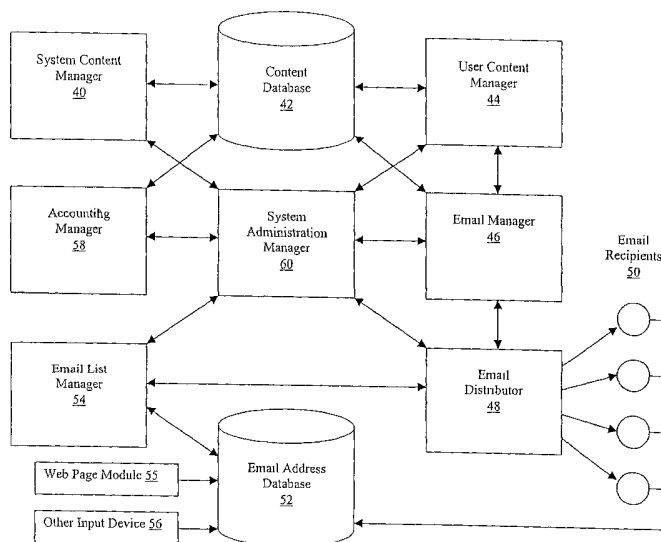 System Content
Manager
40
Content
Database
42
User Content
Manager
44
Accounting
Manager
58
System
Administration
Manager
60
Email Manager
46
Email
Recipients
50
Email List
Manager
54
Email
Distributor
48
Web Page Module 55
Other Input Device 56
Email Address
Database
52